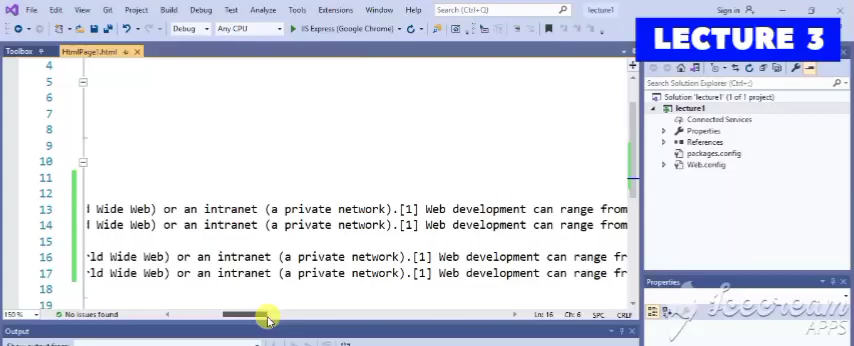 File Edit View Git Project Build Debug Test Analyze Tools Extensions Window Help Search (Ctrl+Q) lecture1 Sign in
Debug Any CPU IIS Express (Google Chrome)
LECTURE 3
Toolbox HtmlPage1.html
Search Solution Explorer (Ctrl+;)
Solution 'lecture1' (1 of 1 project)
lecture1
Connected Services
Properties
References
packages.config
Web.config
4
5
6
7
8
9
10
11
12
13 d Wide Web) or an intranet (a private network).[1] Web development can range from
14 d Wide Web) or an intranet (a private network).[1] Web development can range from
15
16 rld Wide Web) or an intranet (a private network).[1] Web development can range fr
17 rld Wide Web) or an intranet (a private network).[1] Web development can range fr
18
19
150 % No issues found Ln: 16 Ch: 6 SPC CRLF
Properties
Icecream
APPS
Output
Show output from: